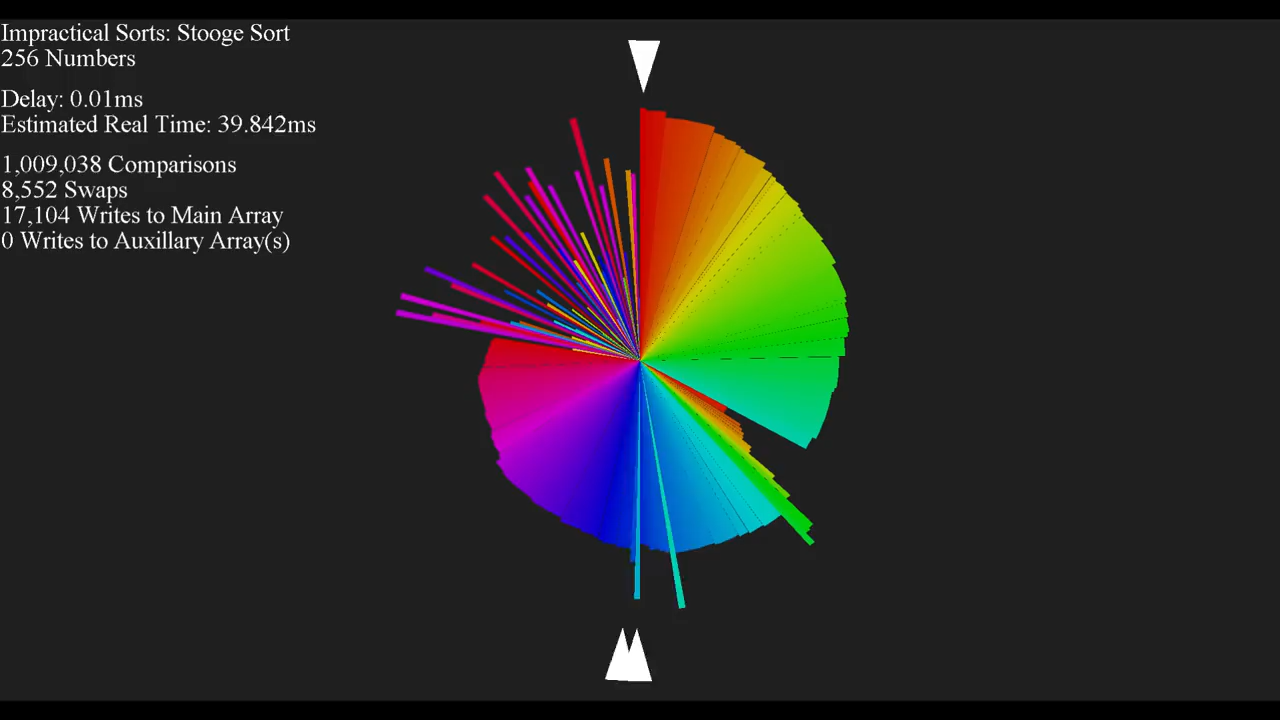 Impractical Sorts: Stooge Sort
256 Numbers
Delay: 0.01ms
Estimated Real Time: 39.842ms
1,009,038 Comparisons
8,552 Swaps
17,104 Writes to Main Array
0 Writes to Auxillary Array(s)